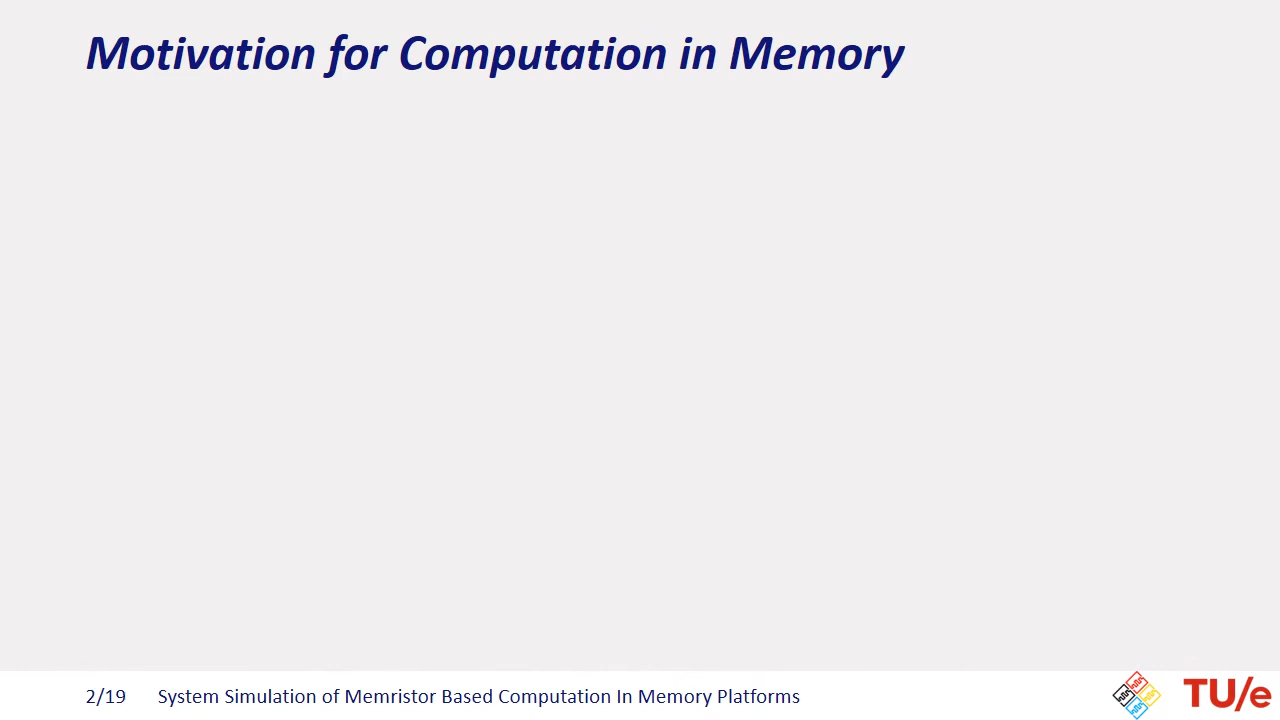 Motivation for Computation in Memory
2/19 System Simulation of Memristor Based Computation In Memory Platforms
TU/e